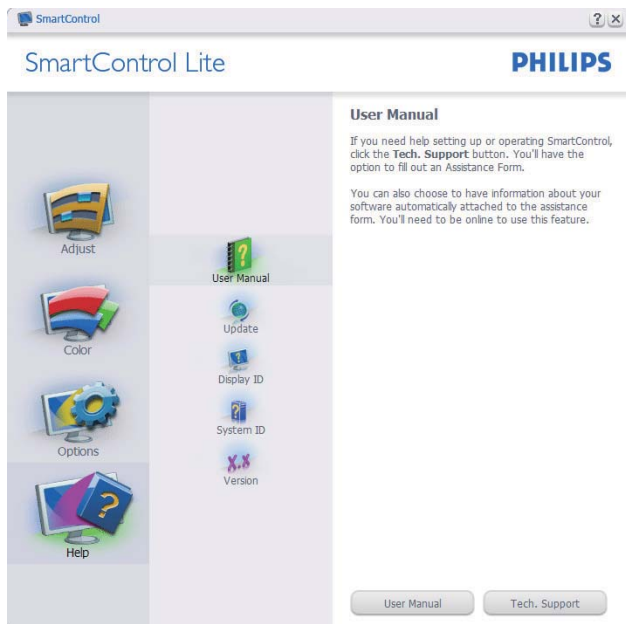 SmartControl
? X
SmartControl Lite
PHILIPS
Adjust
Color
Options
Help
User Manual
Update
Display ID
System ID
X.X
Version
User Manual
If you need help setting up or operating SmartControl,
click the Tech. Support button. You'll have the
option to fill out an Assistance Form.
You can also choose to have information about your
software automatically attached to the assistance
form. You'll need to be online to use this feature.
User Manual
Tech. Support